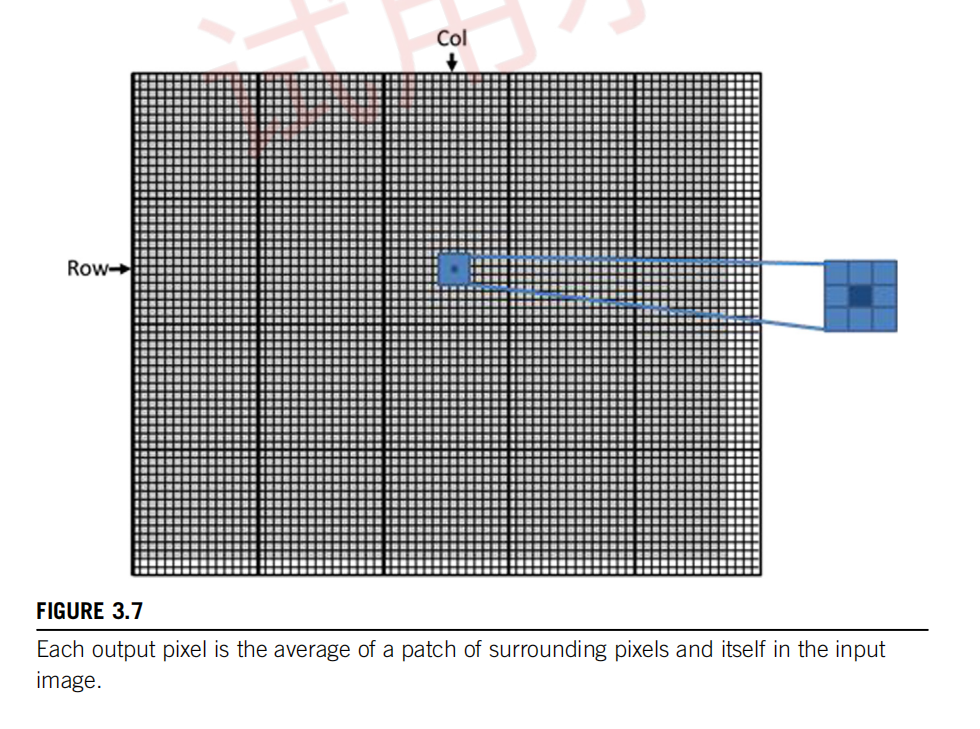 试用水
Col
Row
FIGURE 3.7
Each output pixel is the average of a patch of surrounding pixels and itself in the input
image.